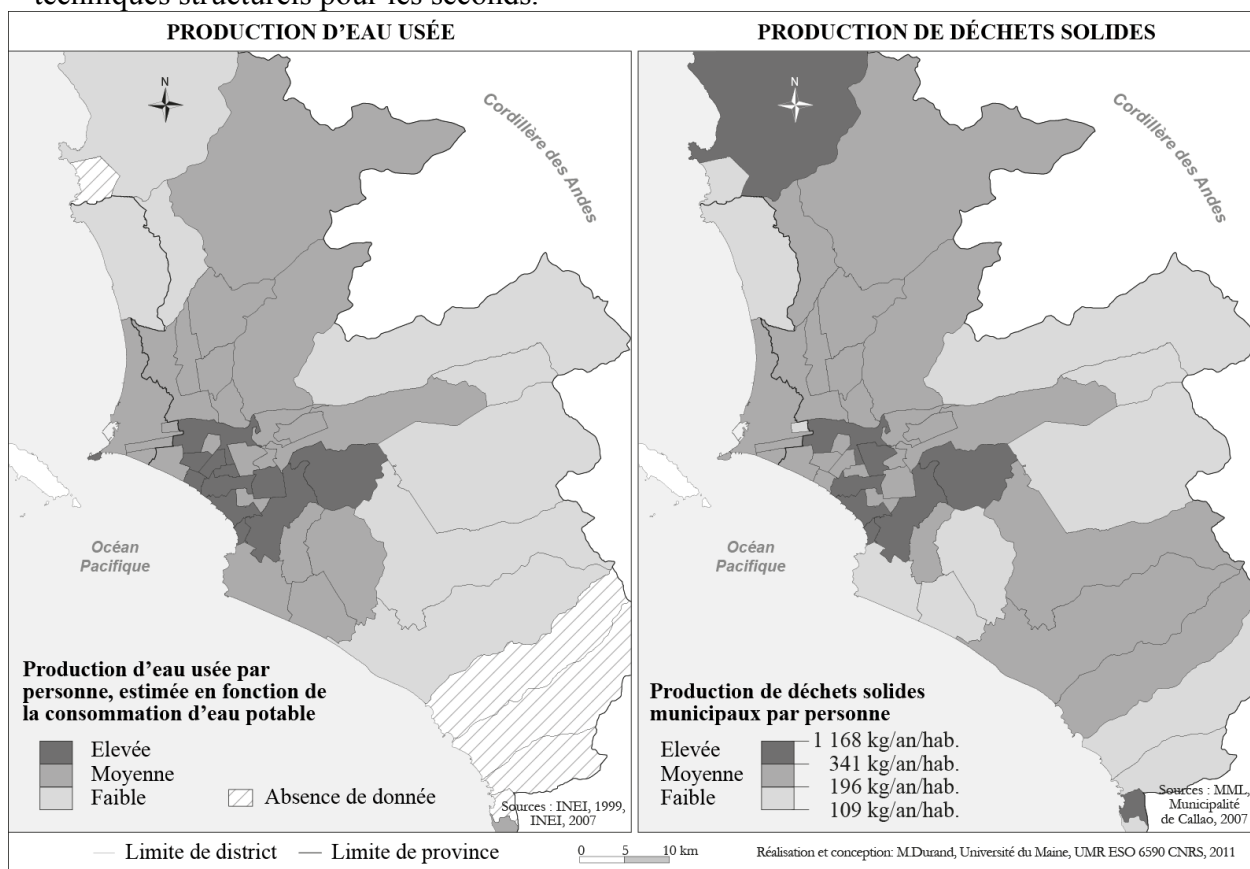 techniques structurels pour les seconds.
PRODUCTION D'EAU USÉE
N
Cordillère des Andes
Océan
Pacifique
Production d'eau usée par
personne, estimée en fonction de
la consommation d'eau potable
Elevée
Moyenne
Faible
Absence de donnée
Sources : INEI, 1999,
INEI, 2007
PRODUCTION DE DÉCHETS SOLIDES
N
Cordillère des Andes
Océan
Pacifique
Production de déchets solides
municipaux par personne
Elevée
Moyenne
Faible
1 168 kg/an/hab.
341 kg/an/hab.
196 kg/an/hab.
109 kg/an/hab.
Sources : MML,
Municipalité
de Callao, 2007
Limite de district
Limite de province
0 5 10 km
Réalisation et conception: M.Durand, Université du Maine, UMR ESO 6590 CNRS, 2011